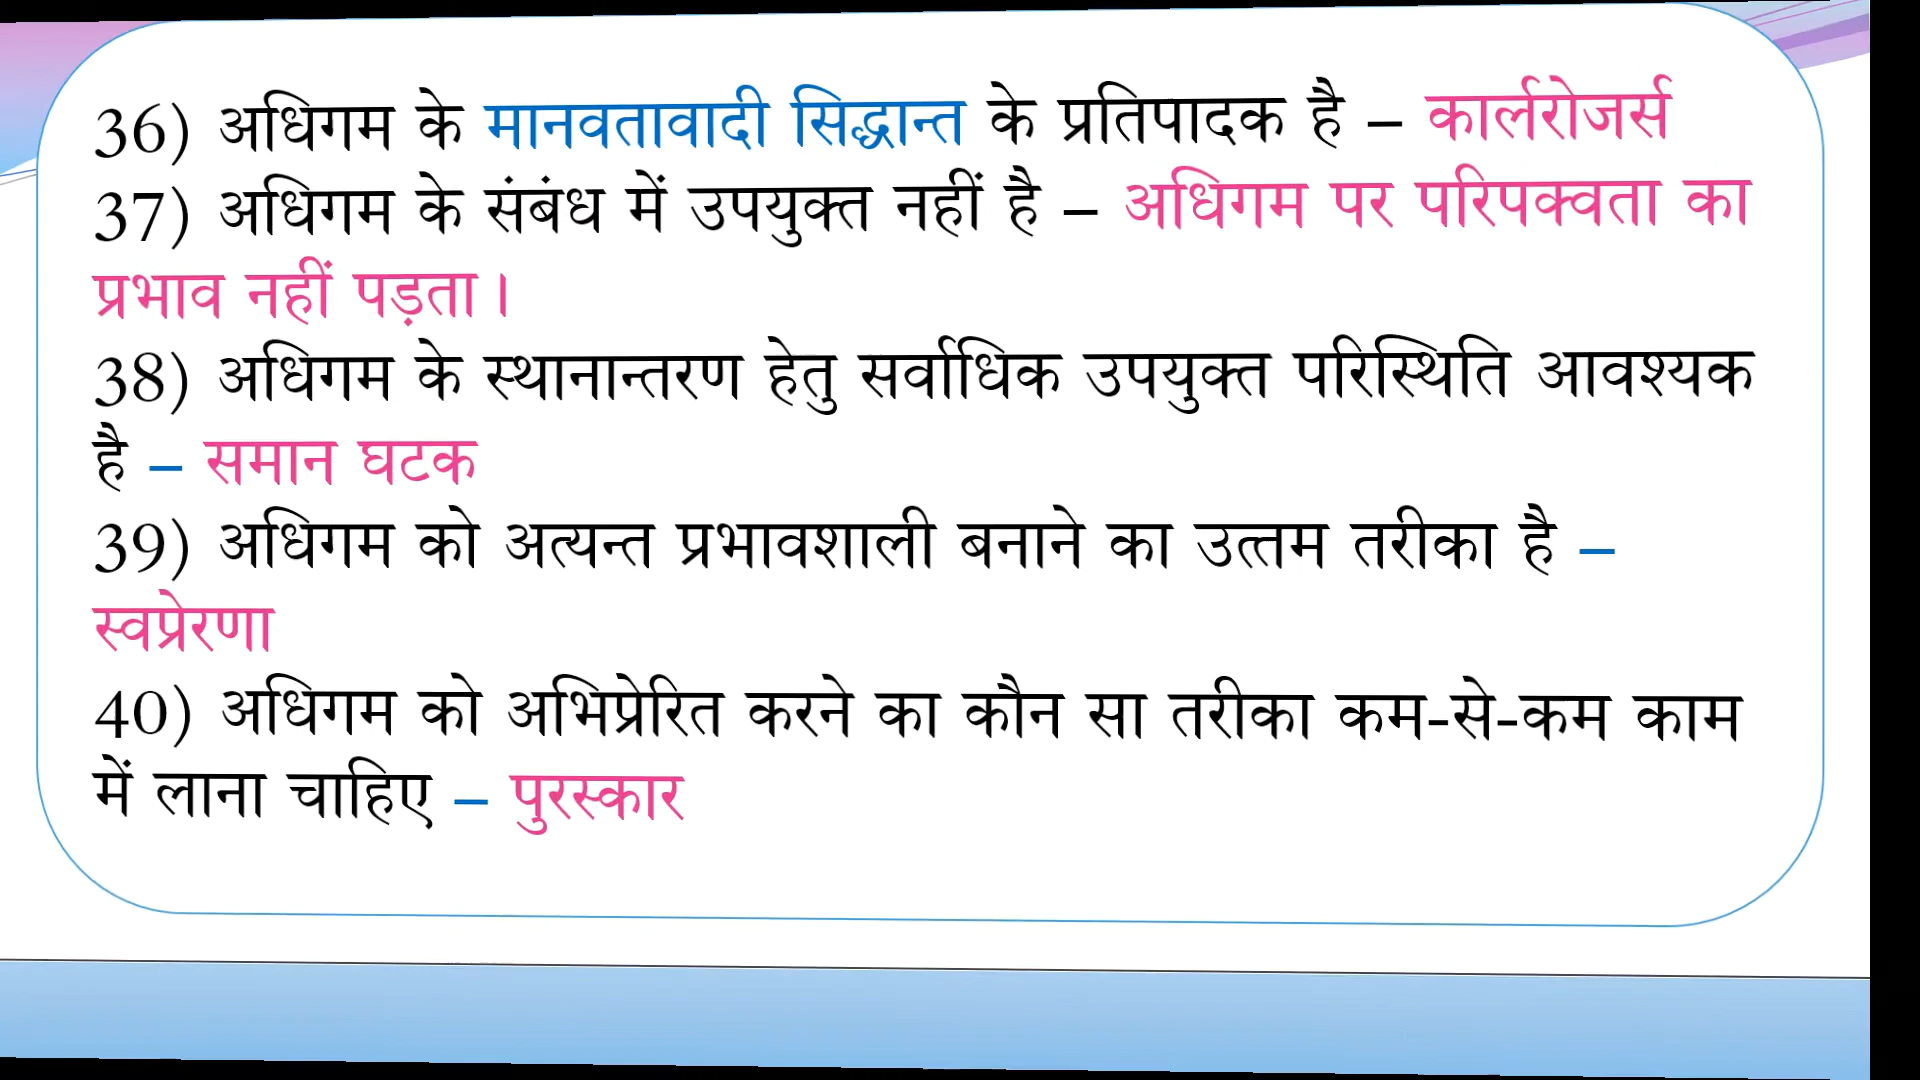 36) अधिगम के मानवतावादी सिद्धान्त के प्रतिपादक है – कार्लरोजर्स
37) अधिगम के संबंध में उपयुक्त नहीं है – अधिगम पर परिपक्वता का
प्रभाव नहीं पड़ता।
38) अधिगम के स्थानान्तरण हेतु सर्वाधिक उपयुक्त परिस्थिति आवश्यक
है – समान घटक
39) अधिगम को अत्यन्त प्रभावशाली बनाने का उत्तम तरीका है –
स्वप्रेरणा
40) अधिगम को अभिप्रेरित करने का कौन सा तरीका कम-से-कम काम
में लाना चाहिए – पुरस्कार